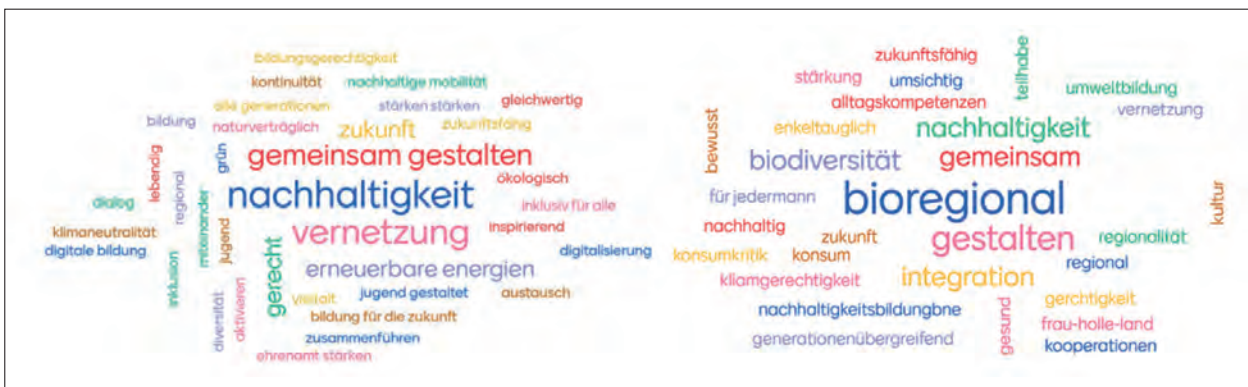 bildungsgerechtigkeit
kontinuität
nachhaltige mobilität
alle generationen
stärken stärken
gleichwertig
bildung
naturverträglich
zukunft
zukunftsfähig
lebendig
grün
gemeinsam gestalten
regional
nachhaltigkeit
ökologisch
dialog
miteinander
inklusiv für alle
klimaneutralität
jugend
vernetzung
inspirierend
digitale bildung
digitalisierung
inklusion
gerecht
erneuerbare energien
diversität
aktivieren
vielfalt
jugend gestaltet
austausch
bildung für die zukunft
zusammenführen
ehrenamt stärken
zukunftsfähig
teilhabe
stärkung
umsichtig
umweltbildung
alltagskompetenzen
vernetzung
bewusst
enkeltauglich
nachhaltigkeit
biodiversität
gemeinsam
für jedermann
bioregional
kultur
nachhaltig
zukunft
gestalten
regionalität
konsumkritik
konsum
regional
kliamgerechtigkeit
integration
nachhaltigkeitsbildungbne
gesund
gerchtigkeit
frau-holle-land
generationenübergreifend
kooperationen